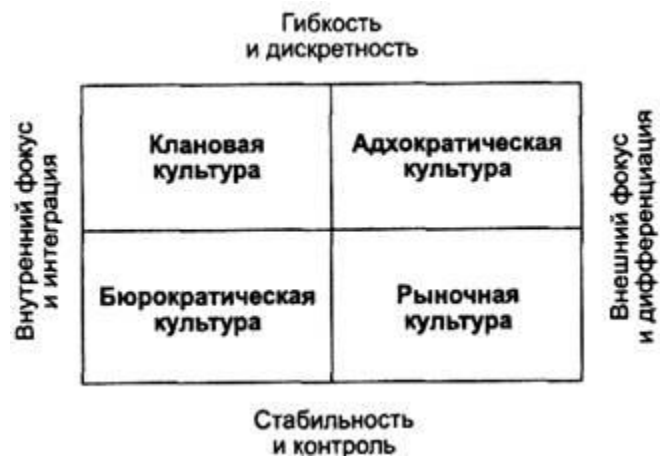 Гибкость
и дискретность
Внутренний фокус
и интеграция
Клановая
культура
Адхократическая
культура
Внешний фокус
и дифференциация
Бюрократическая
культура
Рыночная
культура
Стабильность
и контроль